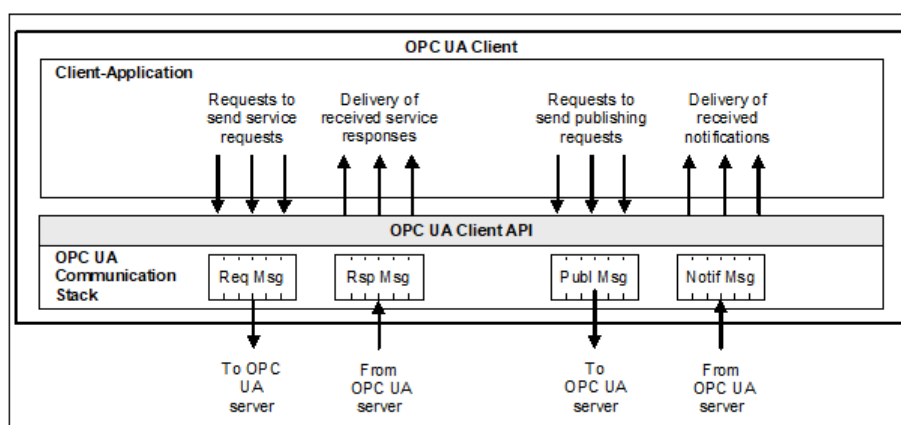 OPC UA Client
Client-Application
Requests to
send service
requests
Delivery of
received service
responses
Requests to
send publishing
requests
Delivery of
received
notifications
OPC UA Client API
OPC UA
Communication
Stack
Req Msg
Rsp Msg
Publ Msg
Notif Msg
To OPC
UA
server
From
OPC UA
server
To
OPC UA
server
From
OPC UA
server